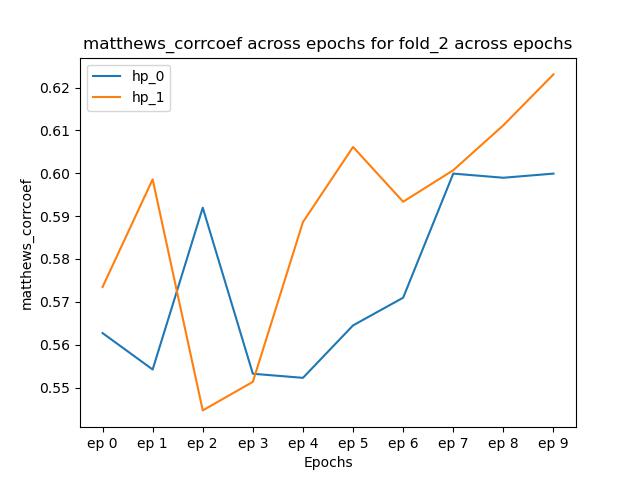 matthews_corrcoef across epochs for fold_2 across epochs
hp_0
hp_1
matthews_corrcoef
0.62
0.61
0.60
0.59
0.58
0.57
0.56
0.55
ep 0 ep 1 ep 2 ep 3 ep 4 ep 5 ep 6 ep 7 ep 8 ep 9
Epochs